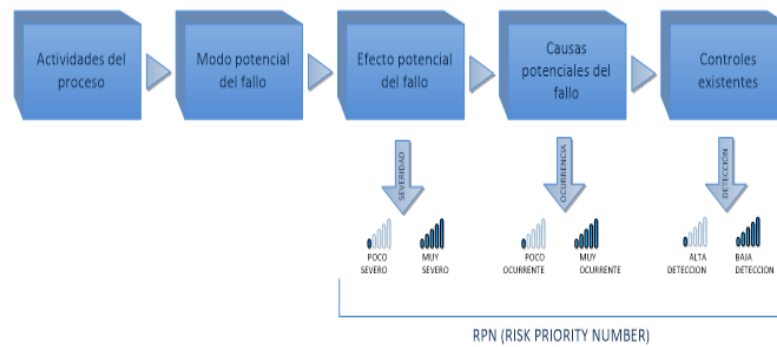 Actividades del
proceso
Modo potencial
del fallo
Efecto potencial
del fallo
Causas
potenciales del
fallo
Controles
existentes
SEVERIDAD
OCURRENCIA
DETECCION
POCO
SEVERO
MUY
SEVERO
POCO
OCURRENTE
MUY
OCURRENTE
ALTA
DETECCION
BAJA
DETECCION
RPN (RISK PRIORITY NUMBER)